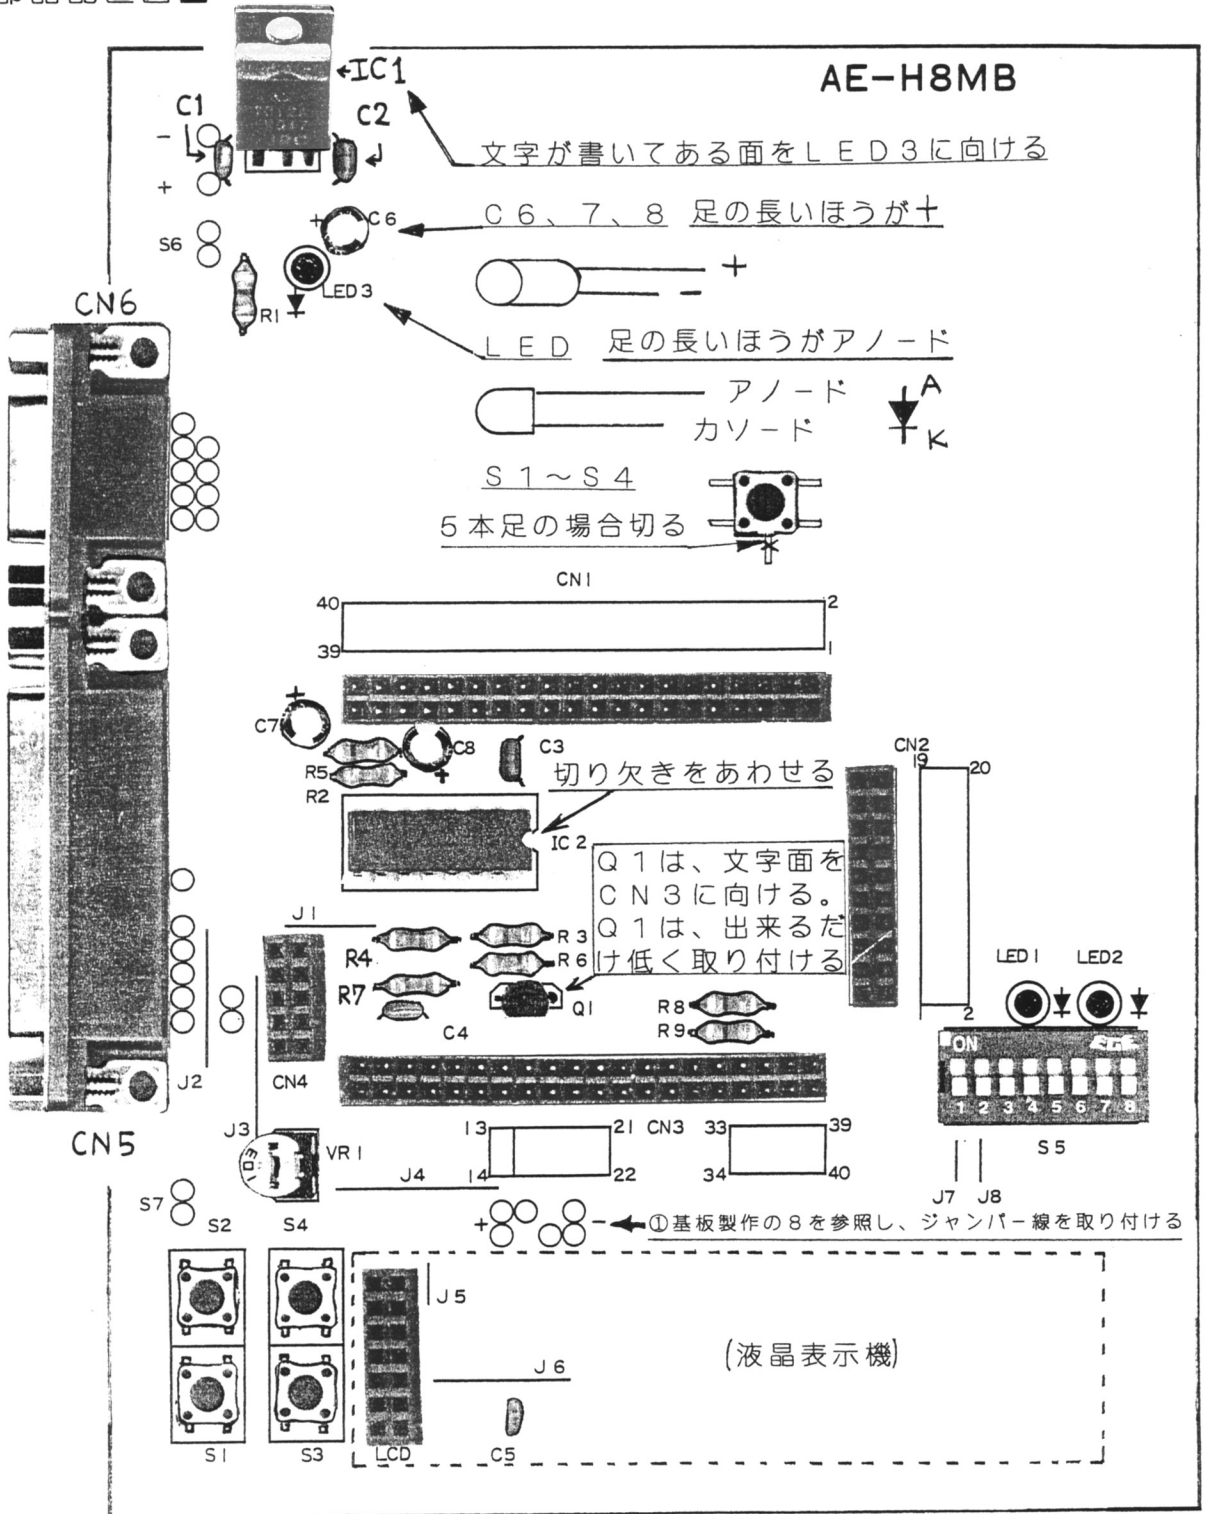 AE-H8MB
←IC1
C1
C2
-
+
文字が書いてある面をLED3に向ける
C6、7、8 足の長いほうが+
+
C6
S6
+
-
LED3
R1
CN6
LED 足の長いほうがアノード
アノード
A
カソード
K
S1～S4
5本足の場合切る
CN1
40
2
39
1
+
C7
C8
+
C3
CN2
19
20
R5
R2
切り欠きをあわせる
IC2
Q1は、文字面を
CN3に向ける。
Q1は、出来るだ
け低く取り付ける
J1
R4
R3
R6
R7
Q1
C4
R8
R9
LED1
LED2
2
ON
1 2 3 4 5 6 7 8
S5
J2
CN4
CN5
J3
VR1
13
21
CN3
33
39
14
22
34
40
J4
J7
J8
S7
S2
S4
+
-
①基板製作の8を参照し、ジャンパー線を取り付ける
J5
(液晶表示機)
J6
S1
S3
LCD
C5